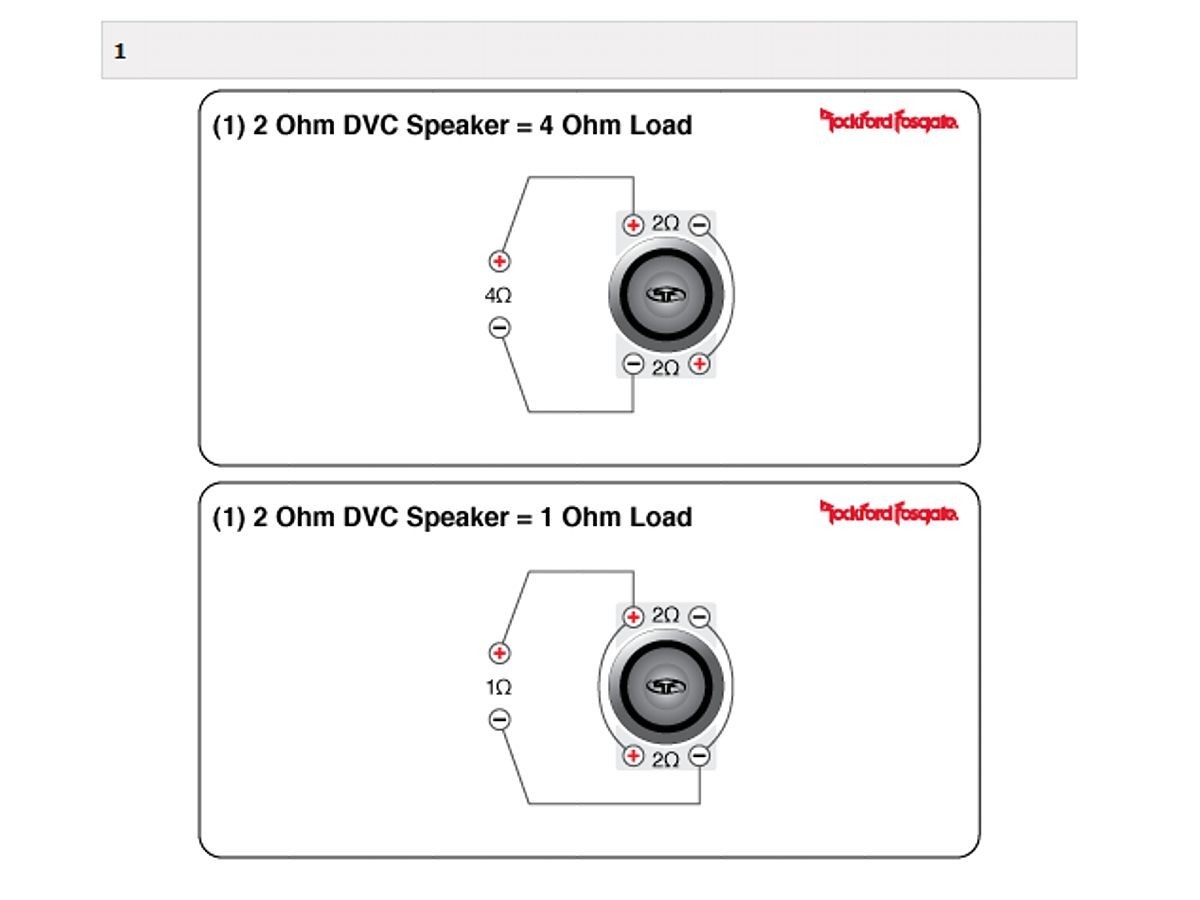 1
(1) 2 Ohm DVC Speaker = 4 Ohm Load
Rockford Fosgate
+ 2Ω −
+
4Ω
−
− 2Ω +
(1) 2 Ohm DVC Speaker = 1 Ohm Load
Rockford Fosgate
+ 2Ω −
+
1Ω
−
+ 2Ω −